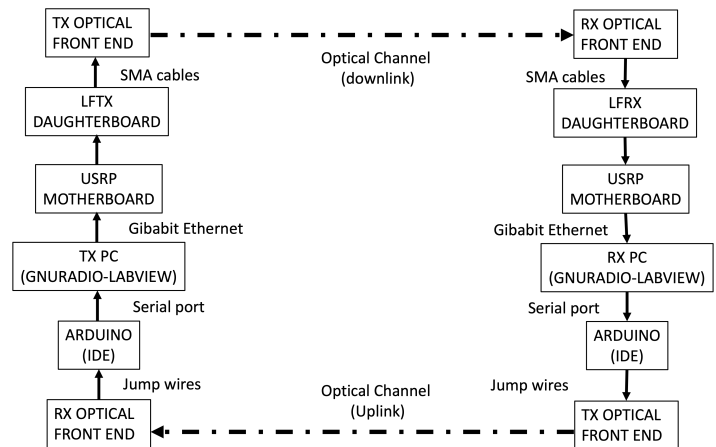 TX OPTICAL
FRONT END
RX OPTICAL
FRONT END
Optical Channel
(downlink)
SMA cables
SMA cables
LFTX
DAUGHTERBOARD
LFRX
DAUGHTERBOARD
USRP
MOTHERBOARD
USRP
MOTHERBOARD
Gibabit Ethernet
Gibabit Ethernet
TX PC
(GNURADIO-LABVIEW)
RX PC
(GNURADIO-LABVIEW)
Serial port
Serial port
ARDUINO
(IDE)
ARDUINO
(IDE)
Jump wires
Jump wires
Optical Channel
(Uplink)
RX OPTICAL
FRONT END
TX OPTICAL
FRONT END